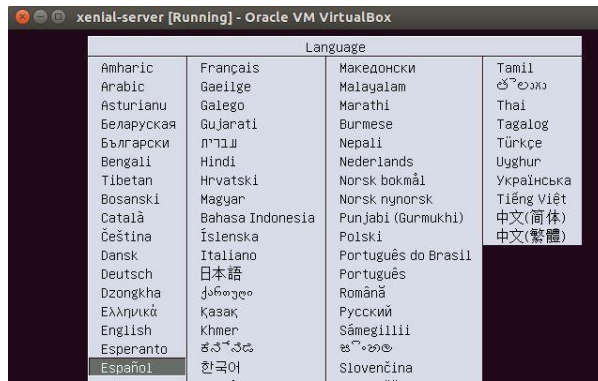 xenial-server [Running] - Oracle VM VirtualBox
Language
Amharic
Arabic
Asturianu
Беларуская
Български
Bengali
Tibetan
Bosanski
Català
Čeština
Dansk
Deutsch
Dzongkha
Ελληνικά
English
Esperanto
Español
Français
Gaeilge
Galego
Gujarati
עברית
Hindi
Hrvatski
Magyar
Bahasa Indonesia
Íslenska
Italiano
日本語
ქართული
Қазақ
Khmer
ಕನ್ನಡ
한국어
Македонски
Malayalam
Marathi
Burmese
Nepali
Nederlands
Norsk bokmål
Norsk nynorsk
Punjabi (Gurmukhi)
Polski
Português do Brasil
Português
Română
Русский
Sámegillii
සිංහල
Slovenčina
Tamil
తెలుగు
Thai
Tagalog
Türkçe
Uyghur
Українська
Tiếng Việt
中文(简体)
中文(繁體)